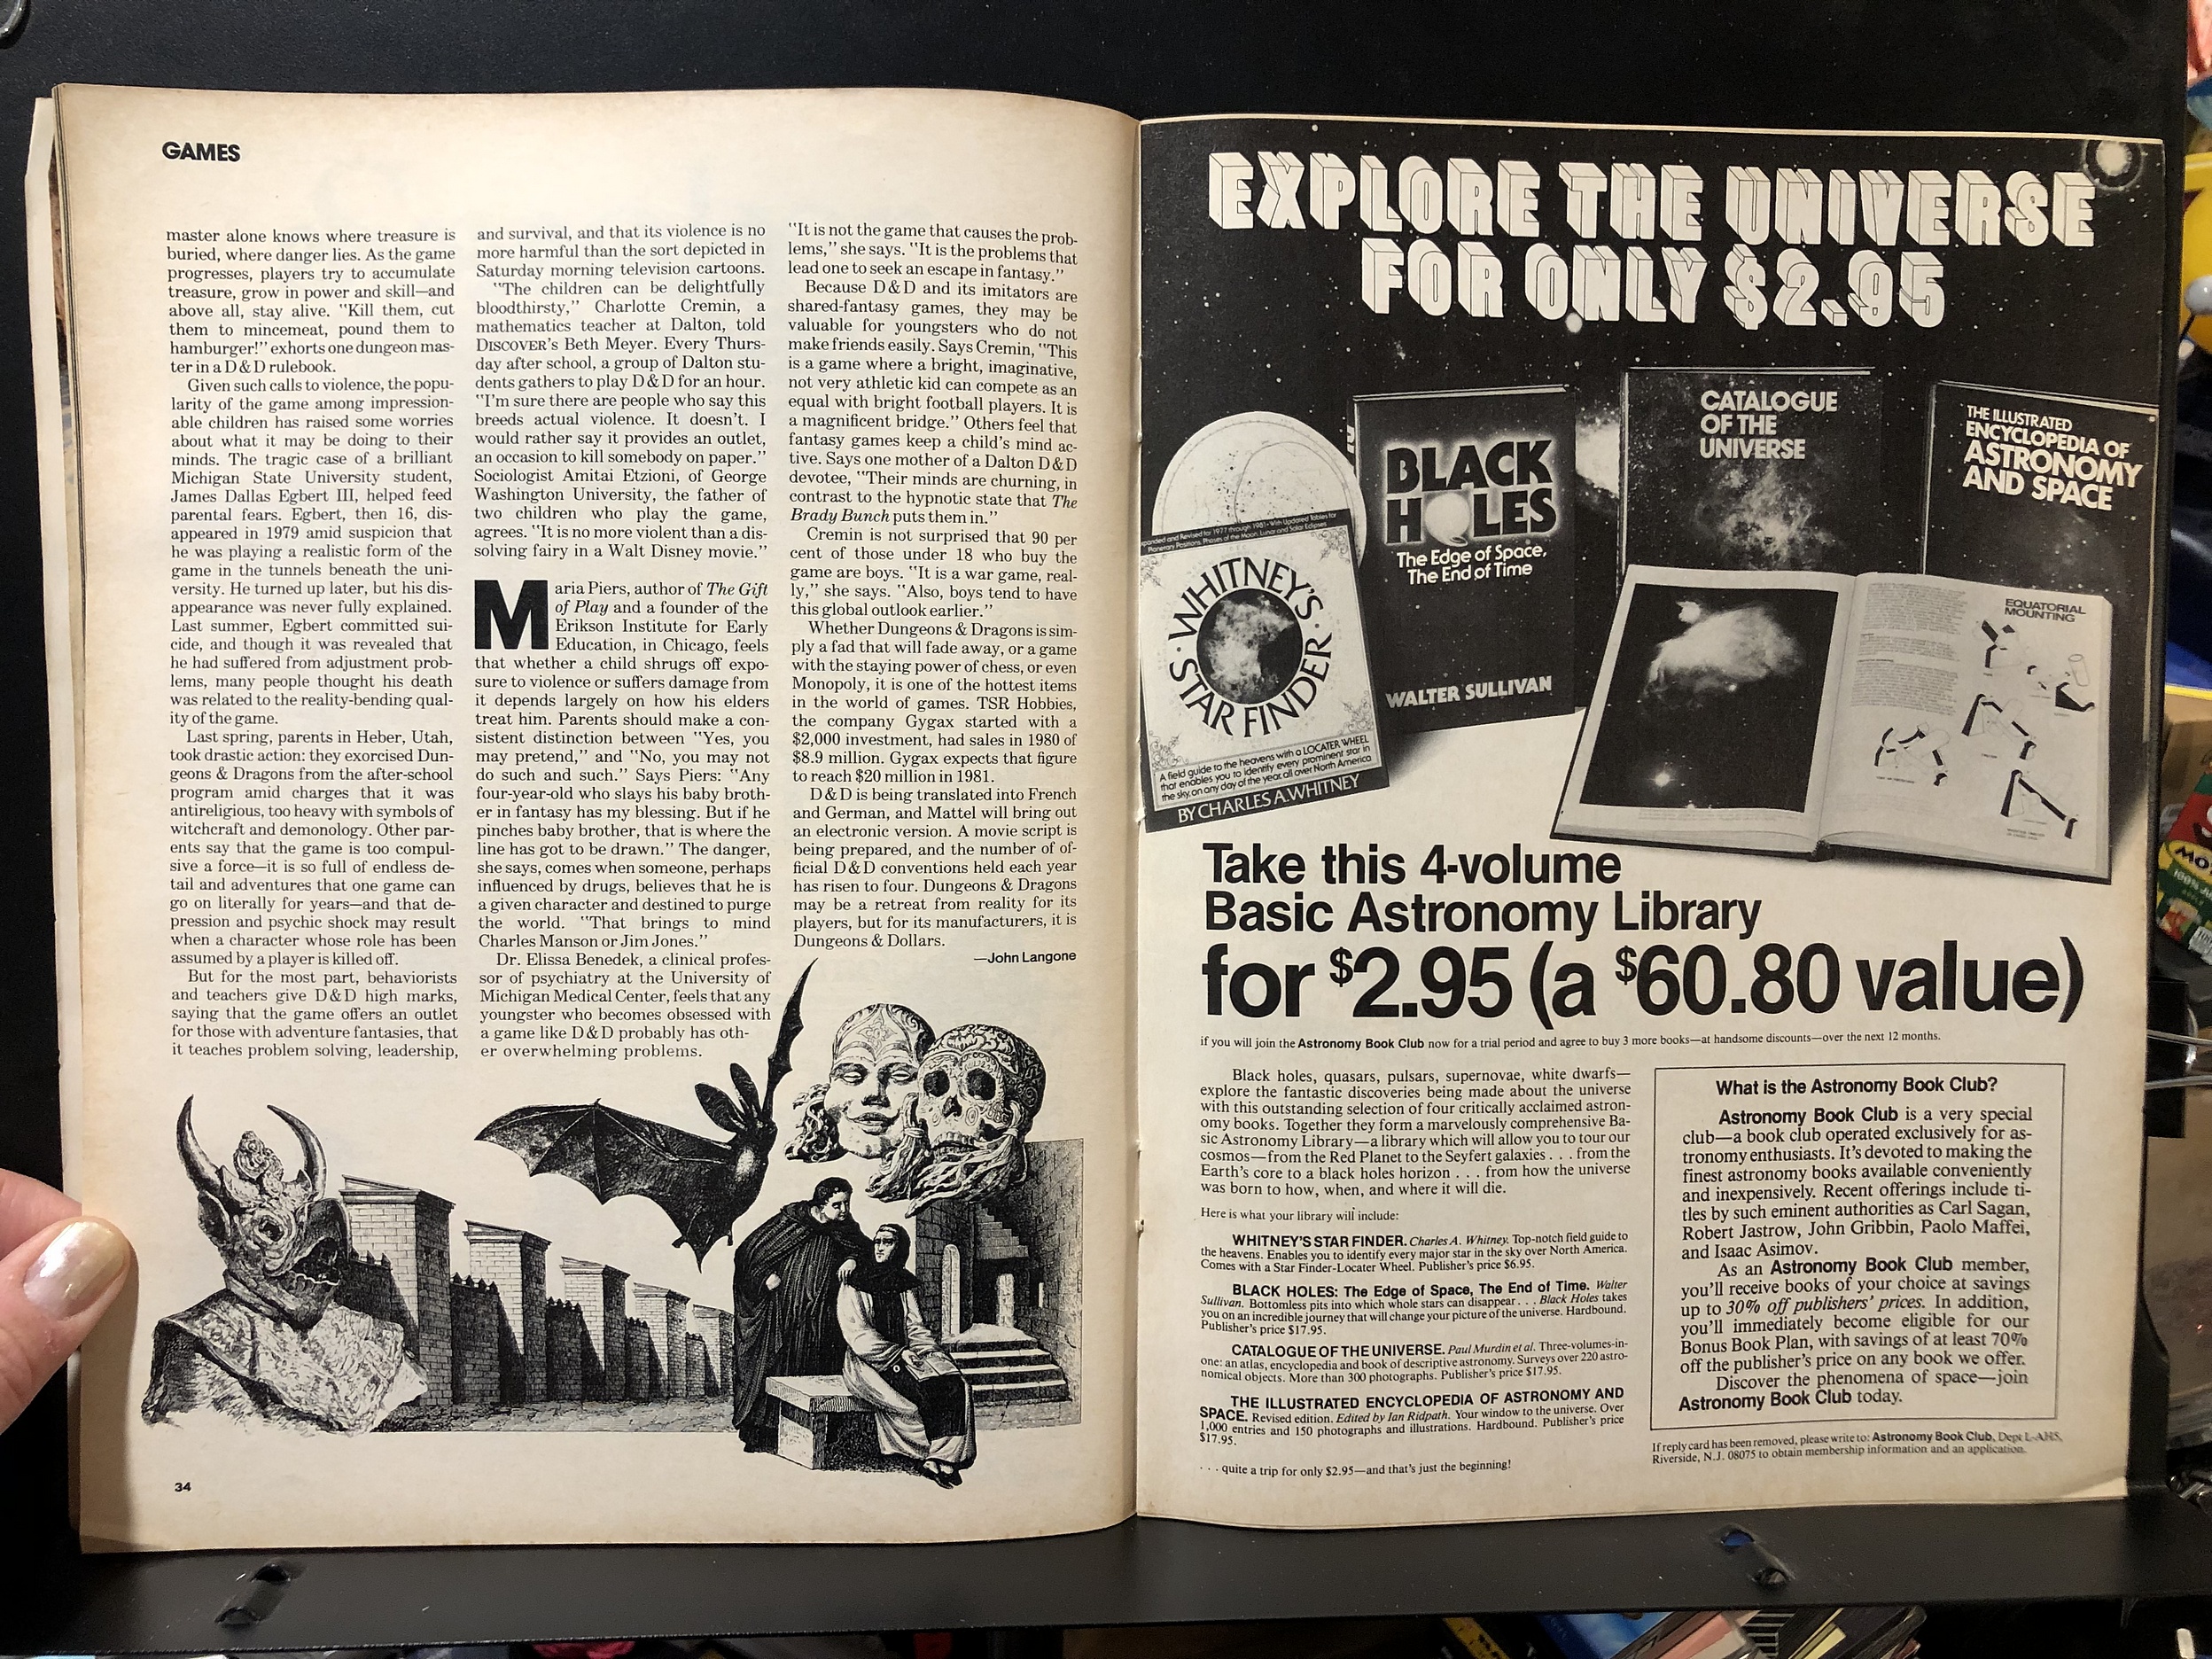 GAMES
master alone knows where treasure is
buried, where danger lies. As the game
progresses, players try to accumulate
treasure, grow in power and skill—and
above all, stay alive. "Kill them, cut
them to mincemeat, pound them to
hamburger!" exhorts one dungeon mas-
ter in a D&D rulebook.
Given such calls to violence, the popu-
larity of the game among impression-
able children has raised some worries
about what it may be doing to their
minds. The tragic case of a brilliant
Michigan State University student,
James Dallas Egbert III, helped feed
parental fears. Egbert, then 16, dis-
appeared in 1979 amid suspicion that
he was playing a realistic form of the
game in the tunnels beneath the uni-
versity. He turned up later, but his dis-
appearance was never fully explained.
Last summer, Egbert committed sui-
cide, and though it was revealed that
he had suffered from adjustment prob-
lems, many people thought his death
was related to the reality-bending qual-
ity of the game.
Last spring, parents in Heber, Utah,
took drastic action: they exorcised Dun-
geons & Dragons from the after-school
program amid charges that it was
antireligious, too heavy with symbols of
witchcraft and demonology. Other par-
ents say that the game is too compul-
sive a force—it is so full of endless de-
tail and adventures that one game can
go on literally for years—and that de-
pression and psychic shock may result
when a character whose role has been
assumed by a player is killed off.
But for the most part, behaviorists
and teachers give D&D high marks,
saying that the game offers an outlet
for those with adventure fantasies, that
it teaches problem solving, leadership,
and survival, and that its violence is no
more harmful than the sort depicted in
Saturday morning television cartoons.
"The children can be delightfully
bloodthirsty," Charlotte Cremin, a
mathematics teacher at Dalton, told
DISCOVER's Beth Meyer. Every Thurs-
day after school, a group of Dalton stu-
dents gathers to play D&D for an hour.
"I'm sure there are people who say this
breeds actual violence. It doesn't. I
would rather say it provides an outlet,
an occasion to kill somebody on paper."
Sociologist Amitai Etzioni, of George
Washington University, the father of
two children who play the game,
agrees. "It is no more violent than a dis-
solving fairy in a Walt Disney movie."
Maria Piers, author of The Gift
of Play and a founder of the
Erikson Institute for Early
Education, in Chicago, feels
that whether a child shrugs off expo-
sure to violence or suffers damage from
it depends largely on how his elders
treat him. Parents should make a con-
sistent distinction between "Yes, you
may pretend," and "No, you may not
do such and such." Says Piers: "Any
four-year-old who slays his baby broth-
er in fantasy has my blessing. But if he
pinches baby brother, that is where the
line has got to be drawn." The danger,
she says, comes when someone, perhaps
influenced by drugs, believes that he is
a given character and destined to purge
the world. "That brings to mind
Charles Manson or Jim Jones."
Dr. Elissa Benedek, a clinical profes-
sor of psychiatry at the University of
Michigan Medical Center, feels that any
youngster who becomes obsessed with
a game like D&D probably has oth-
er overwhelming problems.
"It is not the game that causes the prob-
lems," she says. "It is the problems that
lead one to seek an escape in fantasy."
Because D&D and its imitators are
shared-fantasy games, they may be
valuable for youngsters who do not
make friends easily. Says Cremin, "This
is a game where a bright, imaginative,
not very athletic kid can compete as an
equal with bright football players. It is
a magnificent bridge." Others feel that
fantasy games keep a child's mind ac-
tive. Says one mother of a Dalton D&D
devotee, "Their minds are churning, in
contrast to the hypnotic state that The
Brady Bunch puts them in."
Cremin is not surprised that 90 per
cent of those under 18 who buy the
game are boys. "It is a war game, real-
ly," she says. "Also, boys tend to have
this global outlook earlier."
Whether Dungeons & Dragons is sim-
ply a fad that will fade away, or a game
with the staying power of chess, or even
Monopoly, it is one of the hottest items
in the world of games. TSR Hobbies,
the company Gygax started with a
$2,000 investment, had sales in 1980 of
$8.9 million. Gygax expects that figure
to reach $20 million in 1981.
D&D is being translated into French
and German, and Mattel will bring out
an electronic version. A movie script is
being prepared, and the number of of-
ficial D&D conventions held each year
has risen to four. Dungeons & Dragons
may be a retreat from reality for its
players, but for its manufacturers, it is
Dungeons & Dollars.
—John Langone
34
EXPLORE THE UNIVERSE
FOR ONLY $2.95
Expanded and Revised for 1977 through 1981 • With Updated Tables for
Planetary Positions, Phases of the Moon, Lunar and Solar Eclipses
WHITNEY'S
STAR FINDER
A field guide to the heavens with a LOCATER WHEEL
that enables you to identify every prominent star in
the sky, on any day of the year, all over North America
BY CHARLES A. WHITNEY
BLACK
HOLES
The Edge of Space,
The End of Time
WALTER SULLIVAN
CATALOGUE
OF THE
UNIVERSE
THE ILLUSTRATED
ENCYCLOPEDIA OF
ASTRONOMY
AND SPACE
EQUATORIAL
MOUNTING
Take this 4-volume
Basic Astronomy Library
for $2.95 (a $60.80 value)
if you will join the Astronomy Book Club now for a trial period and agree to buy 3 more books—at handsome discounts—over the next 12 months.
Black holes, quasars, pulsars, supernovae, white dwarfs—
explore the fantastic discoveries being made about the universe
with this outstanding selection of four critically acclaimed astron-
omy books. Together they form a marvelously comprehensive Ba-
sic Astronomy Library—a library which will allow you to tour our
cosmos—from the Red Planet to the Seyfert galaxies . . . from the
Earth's core to a black holes horizon . . . from how the universe
was born to how, when, and where it will die.
Here is what your library will include:
WHITNEY'S STAR FINDER. Charles A. Whitney. Top-notch field guide to
the heavens. Enables you to identify every major star in the sky over North America.
Comes with a Star Finder-Locater Wheel. Publisher's price $6.95.
BLACK HOLES: The Edge of Space, The End of Time. Walter
Sullivan. Bottomless pits into which whole stars can disappear . . . Black Holes takes
you on an incredible journey that will change your picture of the universe. Hardbound.
Publisher's price $17.95.
CATALOGUE OF THE UNIVERSE. Paul Murdin et al. Three-volumes-in-
one: an atlas, encyclopedia and book of descriptive astronomy. Surveys over 220 astro-
nomical objects. More than 300 photographs. Publisher's price $17.95.
THE ILLUSTRATED ENCYCLOPEDIA OF ASTRONOMY AND
SPACE. Revised edition. Edited by Ian Ridpath. Your window to the universe. Over
1,000 entries and 150 photographs and illustrations. Hardbound. Publisher's price
$17.95.
. . . quite a trip for only $2.95—and that's just the beginning!
What is the Astronomy Book Club?
Astronomy Book Club is a very special
club—a book club operated exclusively for as-
tronomy enthusiasts. It's devoted to making the
finest astronomy books available conveniently
and inexpensively. Recent offerings include ti-
tles by such eminent authorities as Carl Sagan,
Robert Jastrow, John Gribbin, Paolo Maffei,
and Isaac Asimov.
As an Astronomy Book Club member,
you'll receive books of your choice at savings
up to 30% off publishers' prices. In addition,
you'll immediately become eligible for our
Bonus Book Plan, with savings of at least 70%
off the publisher's price on any book we offer.
Discover the phenomena of space—join
Astronomy Book Club today.
If reply card has been removed, please write to: Astronomy Book Club, Dept L-AH5,
Riverside, N.J. 08075 to obtain membership information and an application.